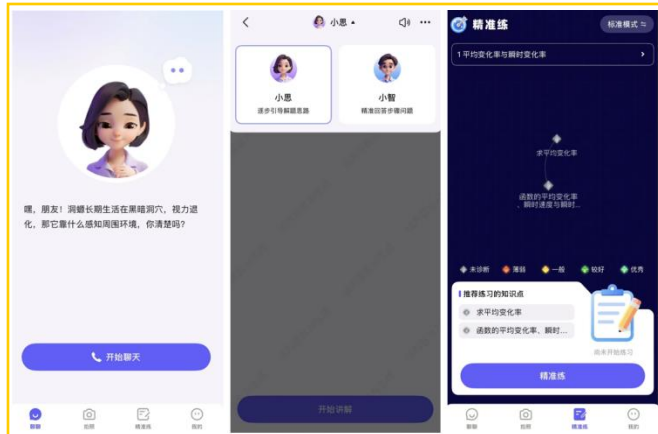 嘿，朋友！洞螈长期生活在黑暗洞穴，视力退
化，那它靠什么感知周围环境，你清楚吗？
开始聊天
聊聊
拍照
精准练
我的
小思
小思
逐步引导解题思路
小智
精准回答步骤问题
开始讲解
精准练
标准模式
1 平均变化率与瞬时变化率
求平均变化率
函数的平均变化率
、瞬时速度与瞬时...
未诊断
薄弱
一般
较好
优秀
推荐练习的知识点
求平均变化率
函数的平均变化率、瞬时...
尚未开始练习
精准练
聊聊
拍照
精准练
我的